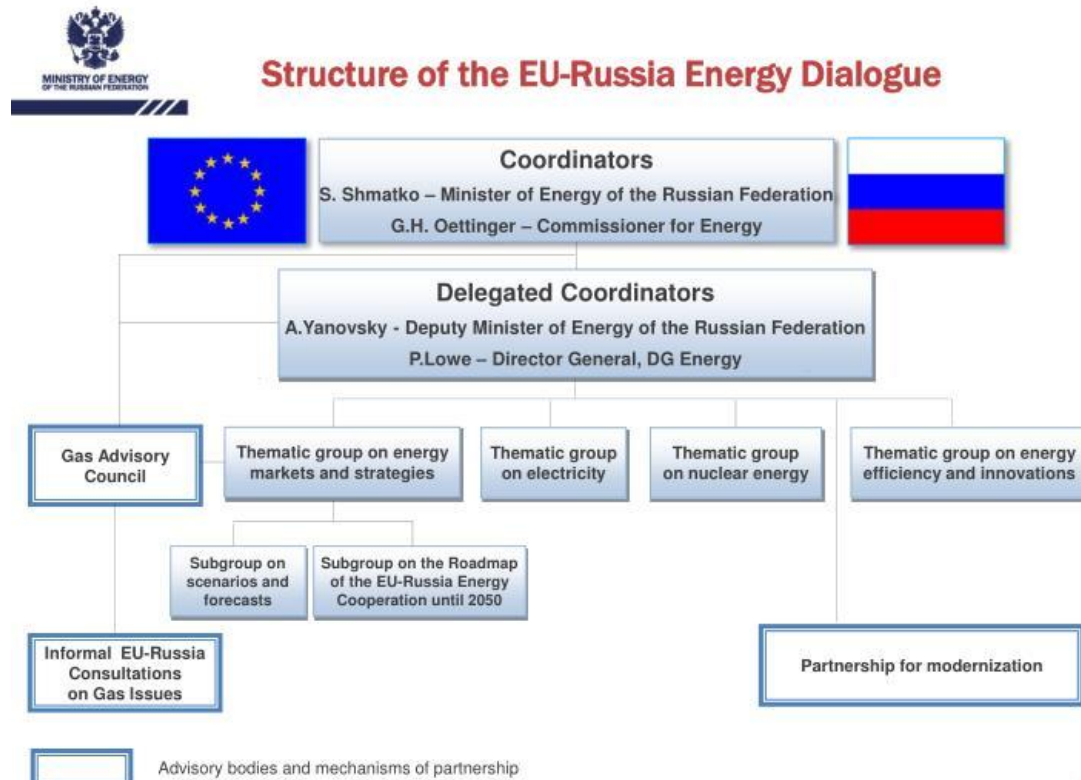 MINISTRY OF ENERGY
OF THE RUSSIAN FEDERATION
Structure of the EU-Russia Energy Dialogue
Coordinators
S. Shmatko – Minister of Energy of the Russian Federation
G.H. Oettinger – Commissioner for Energy
Delegated Coordinators
A.Yanovsky - Deputy Minister of Energy of the Russian Federation
P.Lowe – Director General, DG Energy
Gas Advisory
Council
Thematic group on energy
markets and strategies
Thematic group
on electricity
Thematic group
on nuclear energy
Thematic group on energy
efficiency and innovations
Subgroup on
scenarios and
forecasts
Subgroup on the Roadmap
of the EU-Russia Energy
Cooperation until 2050
Informal EU-Russia
Consultations
on Gas Issues
Partnership for modernization
Advisory bodies and mechanisms of partnership